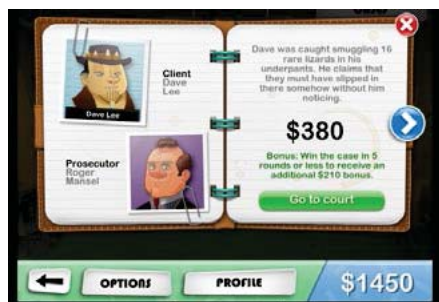 Client
Dave
Lee
Dave Lee
Prosecutor
Roger
Mansel
Dave was caught smuggling 16
rare lizards in his
underpants. He claims that
they must have slipped in
there somehow without him
noticing.
$380
Bonus: Win the case in 5
rounds or less to receive an
additional $210 bonus.
Go to court
OPTIONS
PROFILE
$1450